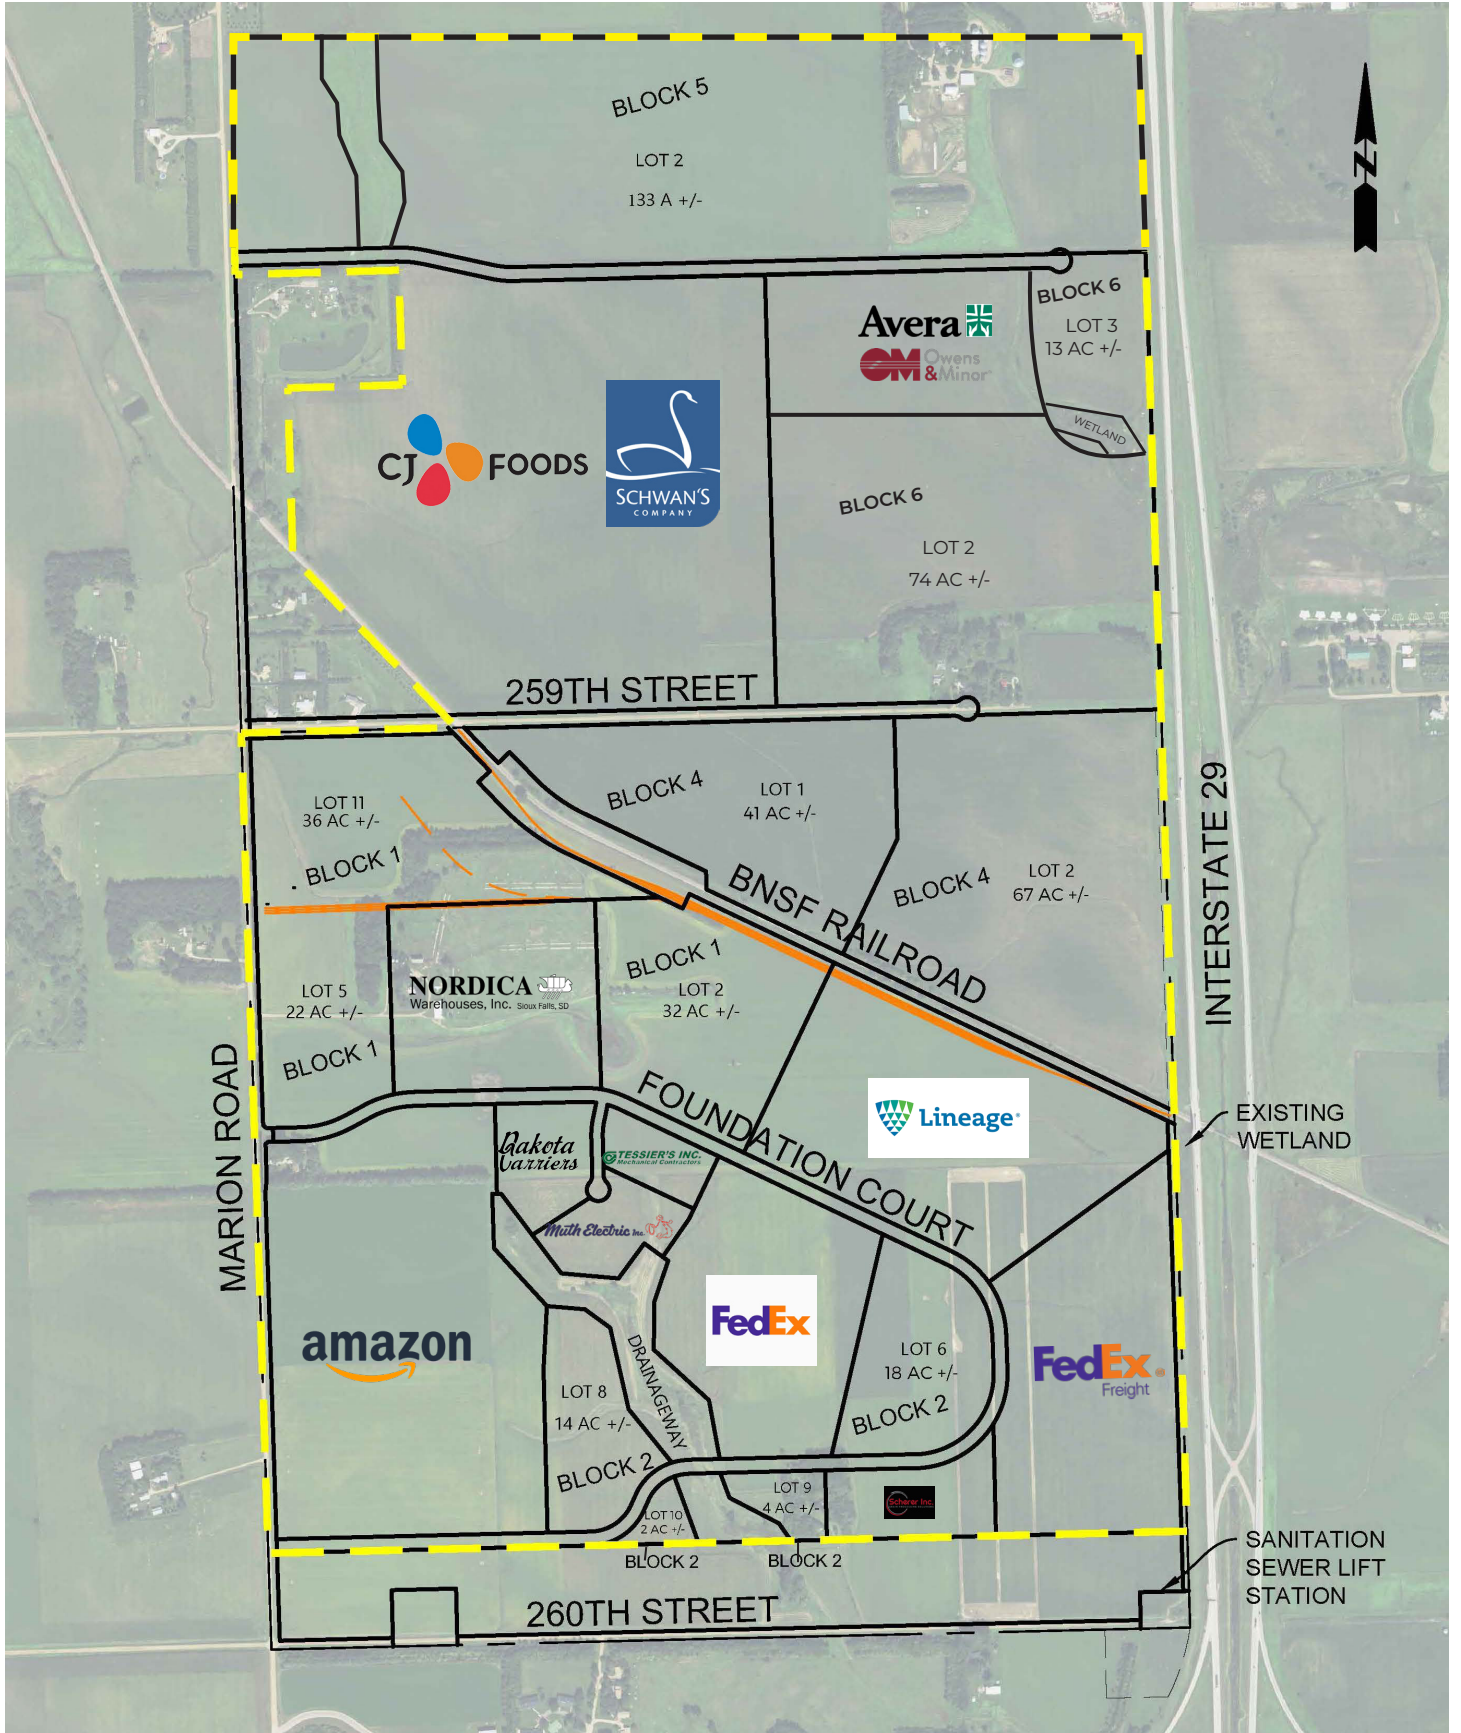 BLOCK 5
LOT 2
133 A +/-
N
BLOCK 6
LOT 3
13 AC +/-
Avera
OM Owens
&Minor
WETLAND
CJ FOODS
SCHWAN'S
COMPANY
BLOCK 6
LOT 2
74 AC +/-
259TH STREET
LOT 11
36 AC +/-
BLOCK 1
BLOCK 4
LOT 1
41 AC +/-
BLOCK 4
LOT 2
67 AC +/-
BNSF RAILROAD
INTERSTATE 29
LOT 5
22 AC +/-
BLOCK 1
NORDICA
Warehouses, Inc. Sioux Falls, SD
BLOCK 1
LOT 2
32 AC +/-
MARION ROAD
FOUNDATION COURT
Lineage
EXISTING
WETLAND
Dakota
Carriers
TESSIER'S INC.
Mechanical Contractors
Muth Electric Inc.
amazon
FedEx
DRAINAGEWAY
LOT 8
14 AC +/-
BLOCK 2
LOT 6
18 AC +/-
BLOCK 2
FedEx
Freight
LOT 10
2 AC +/-
BLOCK 2
LOT 9
4 AC +/-
BLOCK 2
Scherer Inc.
260TH STREET
SANITATION
SEWER LIFT
STATION